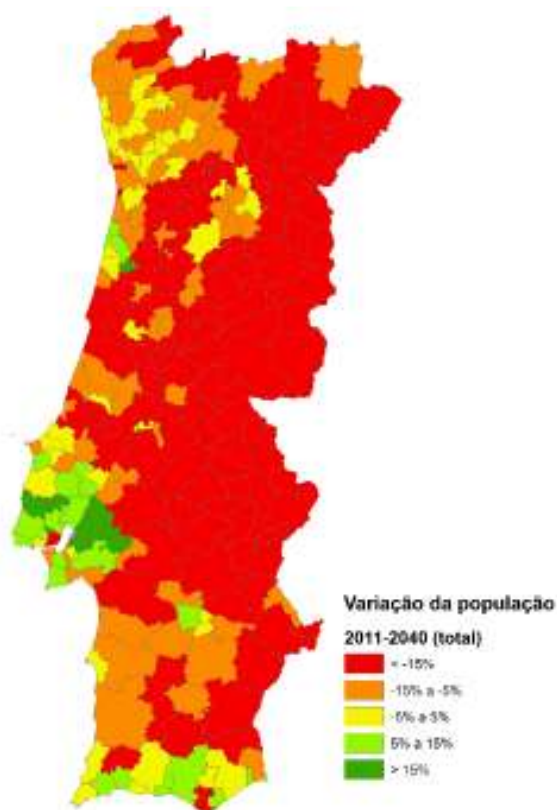 Variação da população
2011-2040 (total)
< -15%
-15% a -5%
-5% a 5%
5% a 15%
> 15%